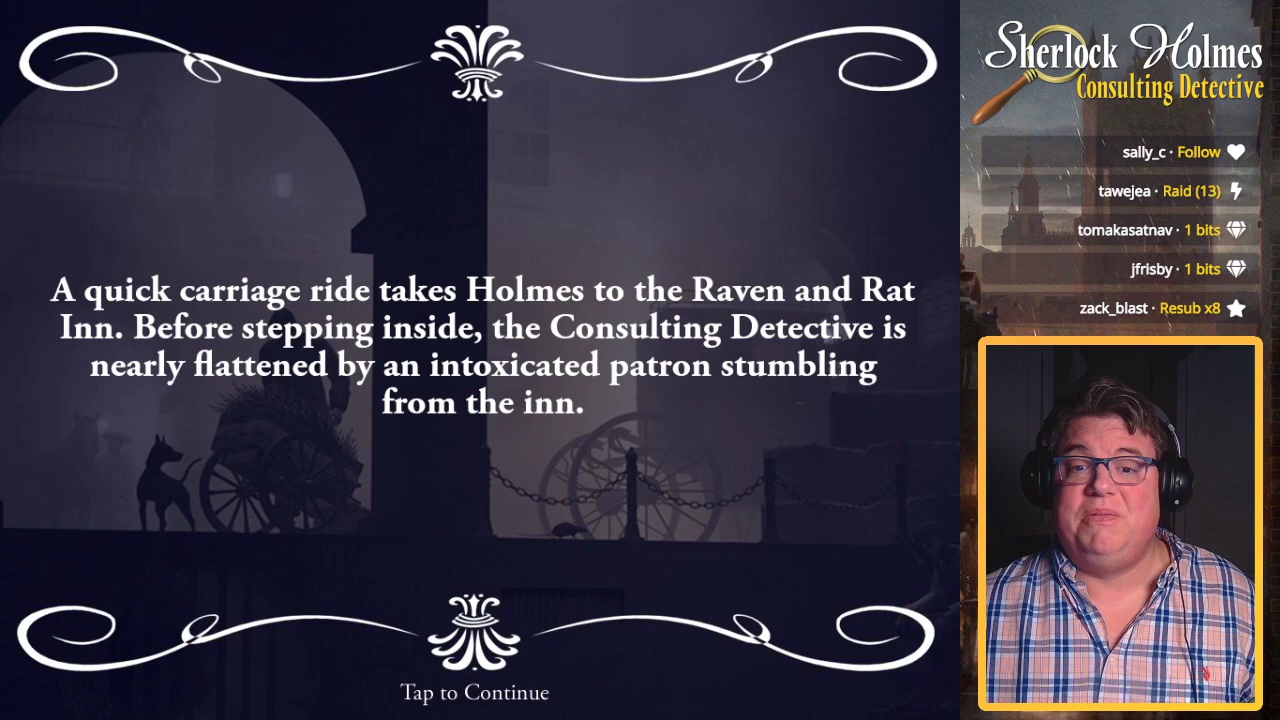 A quick carriage ride takes Holmes to the Raven and Rat
Inn. Before stepping inside, the Consulting Detective is
nearly flattened by an intoxicated patron stumbling
from the inn.
Tap to Continue
Sherlock Holmes
Consulting Detective
sally_c · Follow
tawejea · Raid (13)
tomakasatnav · 1 bits
jfrisby · 1 bits
zack_blast · Resub x8